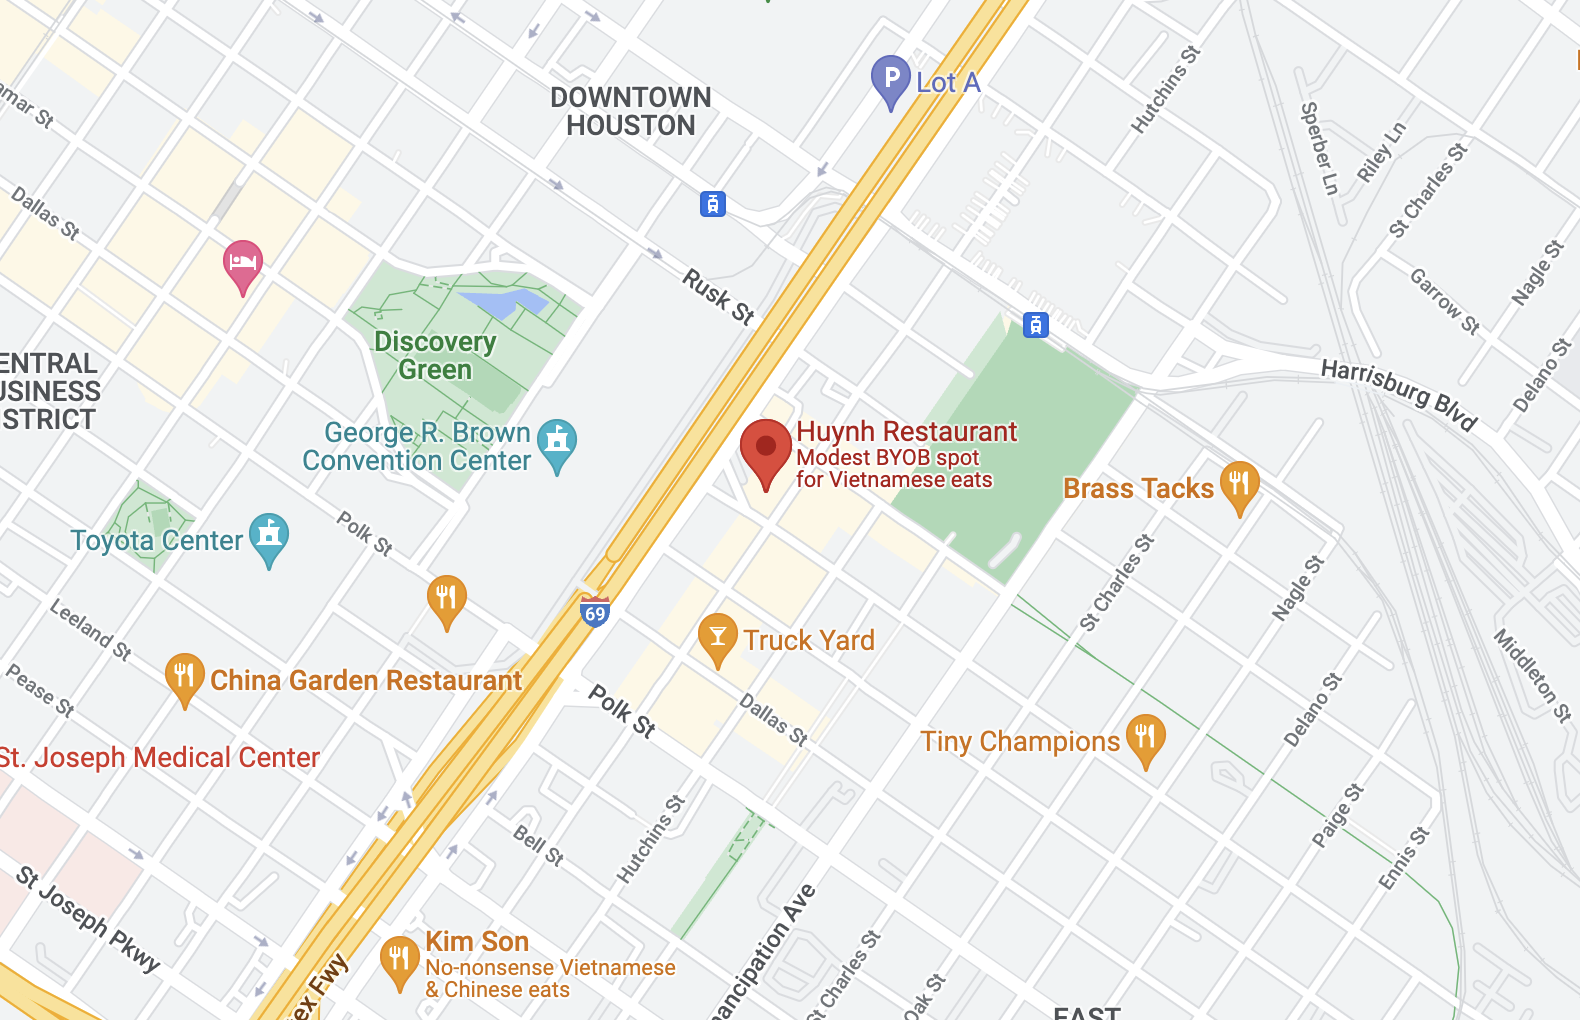 DOWNTOWN
HOUSTON
P
Lot A
Hutchins St
Sperber Ln
Riley Ln
St Charles St
Nagle St
Garrow St
Delano St
Harrisburg Blvd
amar St
Dallas St
Rusk St
Discovery
Green
ENTRAL
USINESS
ISTRICT
George R. Brown
Convention Center
Huynh Restaurant
Modest BYOB spot
for Vietnamese eats
Brass Tacks
Toyota Center
Polk St
St Charles St
Nagle St
69
Truck Yard
Leeland St
Pease St
China Garden Restaurant
Polk St
Dallas St
Tiny Champions
Delano St
Middleton St
St. Joseph Medical Center
Bell St
Hutchins St
Paige St
Ennis St
St Joseph Pkwy
Kim Son
No-nonsense Vietnamese
& Chinese eats
ex Fwy
mancipation Ave
St Charles St
Oak St
EAST